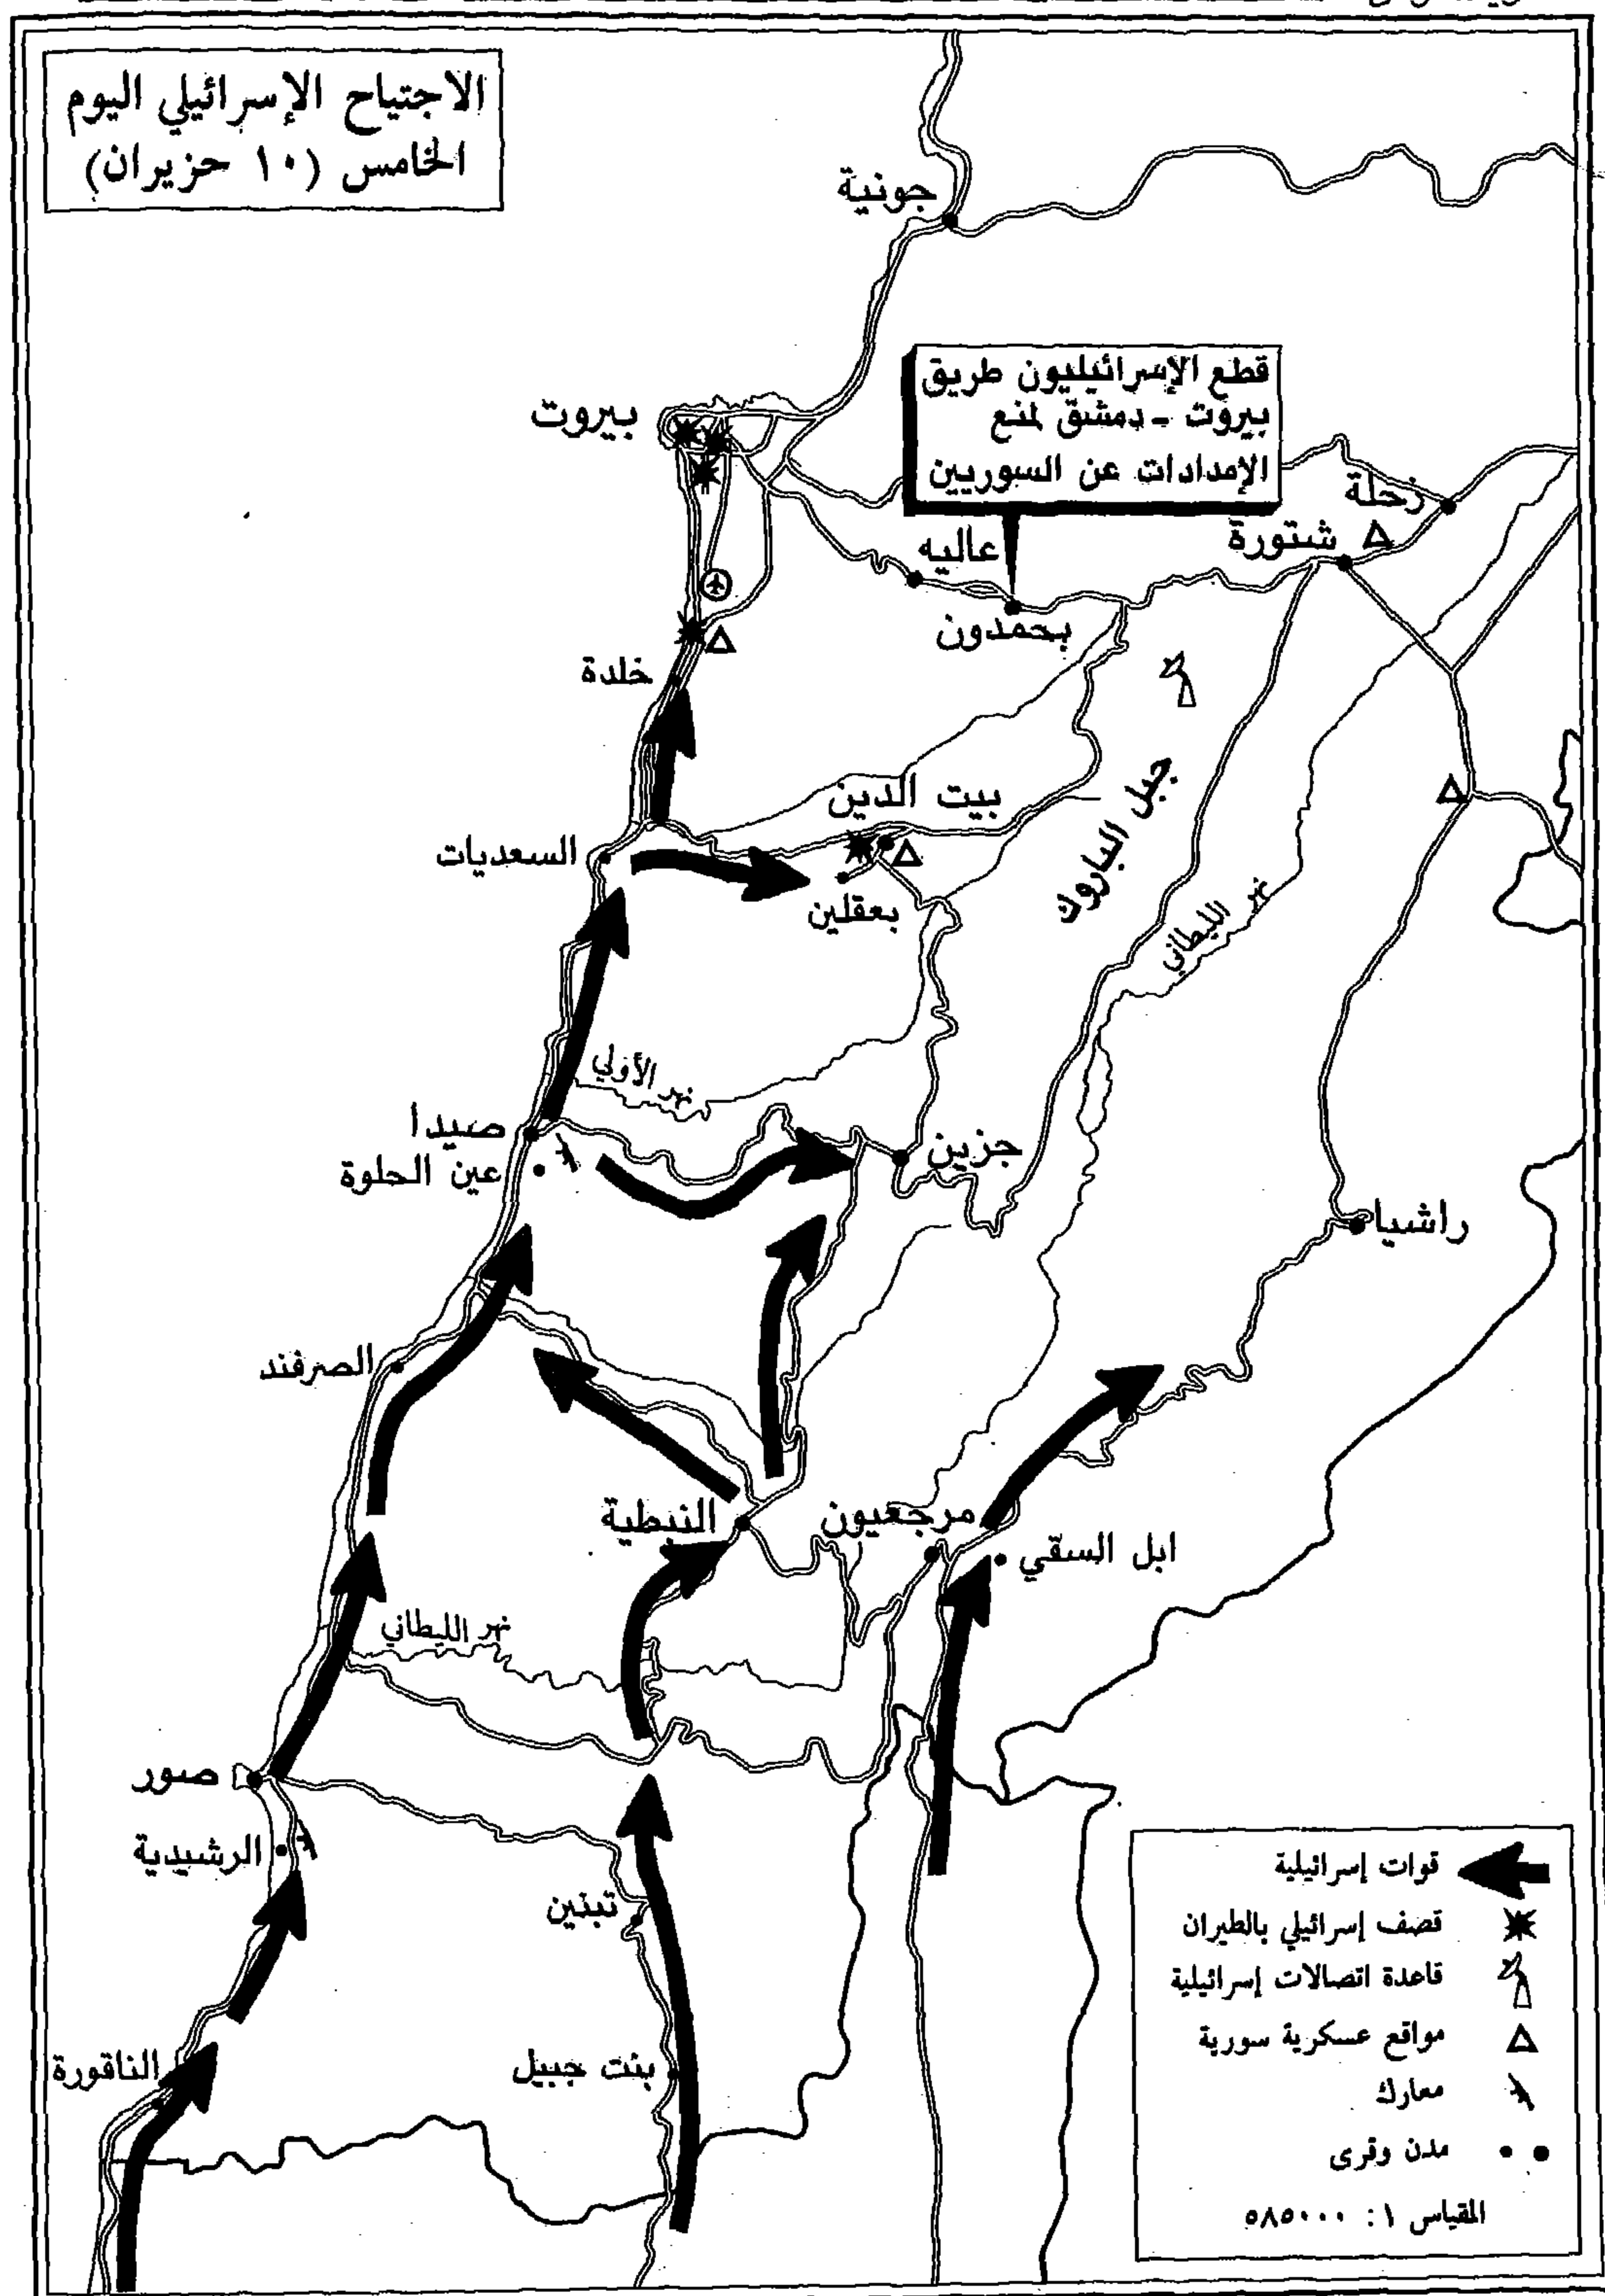 الاجتياح الإسرائيلي اليوم
الخامس (١٠ حزيران)
جونية
قطع الإسرائيليون طريق
بيروت - دمشق لمنع
الإمدادات عن السوريين
بيروت
زحلة
شتورة
عاليه
بحمدون
خلدة
جبل الباروك
بيت الدين
السعديات
بعقلين
نهر الليطاني
نهر الأولي
صيدا
عين الحلوة
جزين
راشيا
الصرفند
النبطية
مرجعيون
ابل السقي
نهر الليطاني
صور
الرشيدية
تبنين
بنت جبيل
الناقورة
قوات إسرائيلية
قصف إسرائيلي بالطيران
قاعدة اتصالات إسرائيلية
مواقع عسكرية سورية
معارك
مدن وقرى
المقياس ١ : ٥٨٥٠٠٠